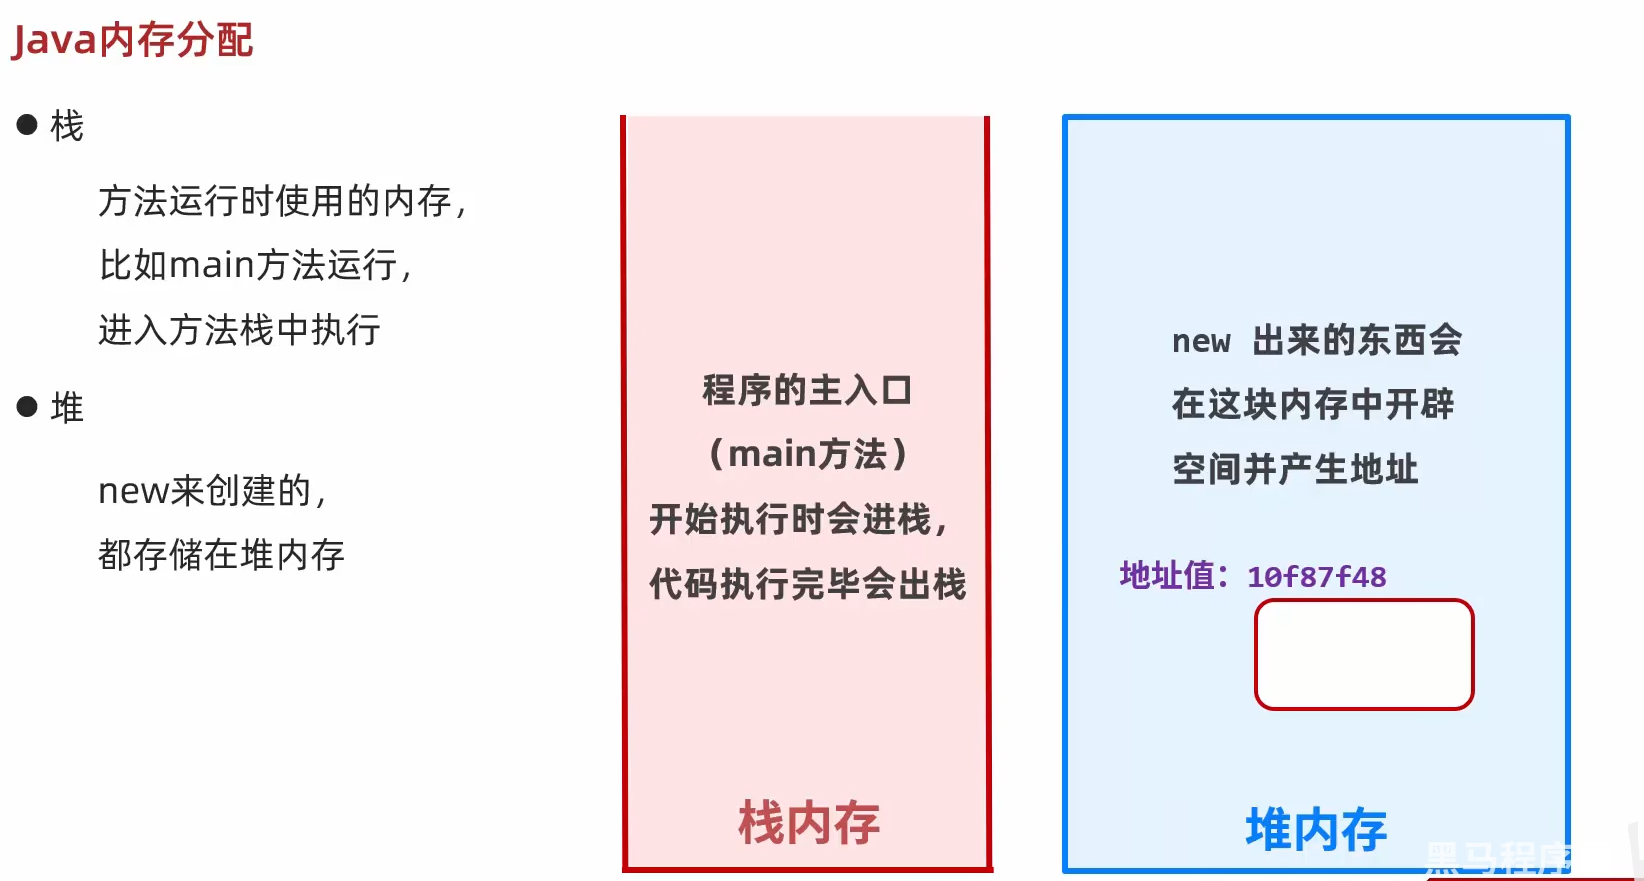 Java内存分配
● 栈
方法运行时使用的内存，
比如main方法运行，
进入方法栈中执行
● 堆
new来创建的，
都存储在堆内存
程序的主入口
（main方法）
开始执行时会进栈，
代码执行完毕会出栈
栈内存
new 出来的东西会
在这块内存中开辟
空间并产生地址
地址值：10f87f48
堆内存
黑马程序